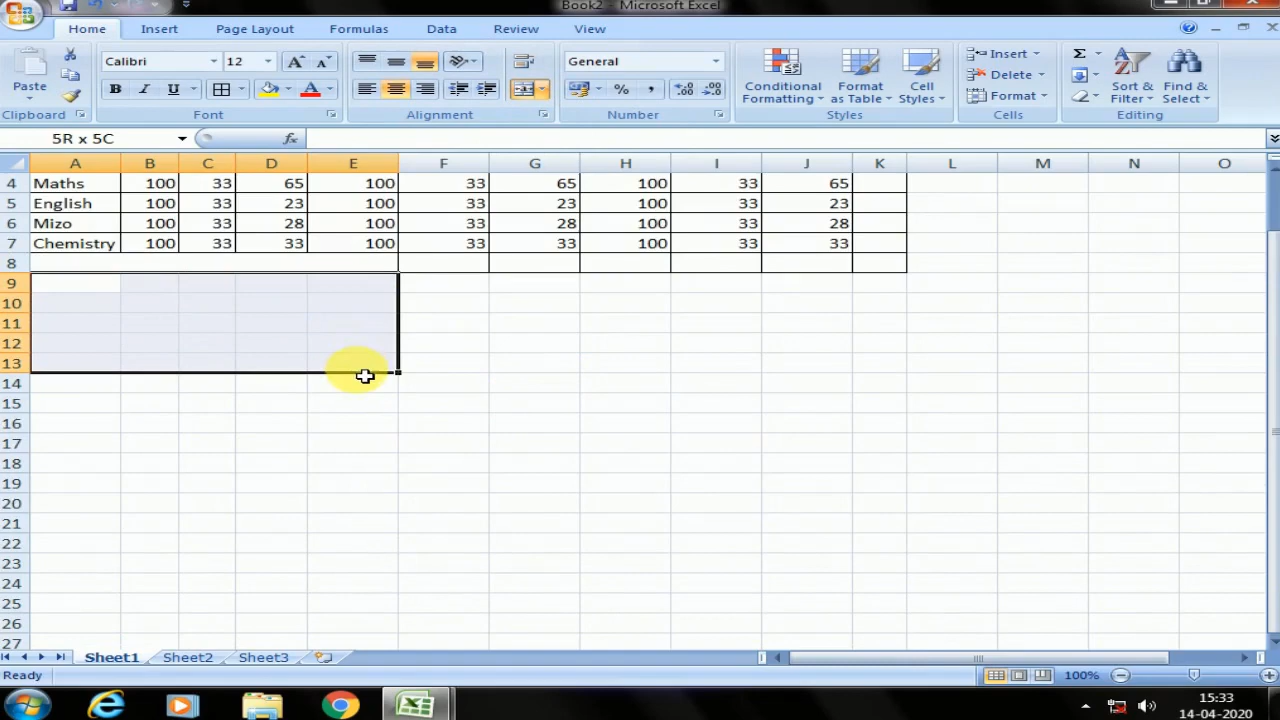 Book2 - Microsoft Excel
Home Insert Page Layout Formulas Data Review View
Calibri 12 General
Paste B I U Σ % , Conditional Formatting Format as Table Cell Styles Insert Delete Format Sort & Filter Find & Select
Clipboard Font Alignment Number Styles Cells Editing
5R x 5C fx
A B C D E F G H I J K L M N O
4 Maths 100 33 65 100 33 65 100 33 65
5 English 100 33 23 100 33 23 100 33 23
6 Mizo 100 33 28 100 33 28 100 33 28
7 Chemistry 100 33 33 100 33 33 100 33 33
8
9
10
11
12
13
14
15
16
17
18
19
20
21
22
23
24
25
26
27
Sheet1 Sheet2 Sheet3
Ready 100%
15:33
14-04-2020